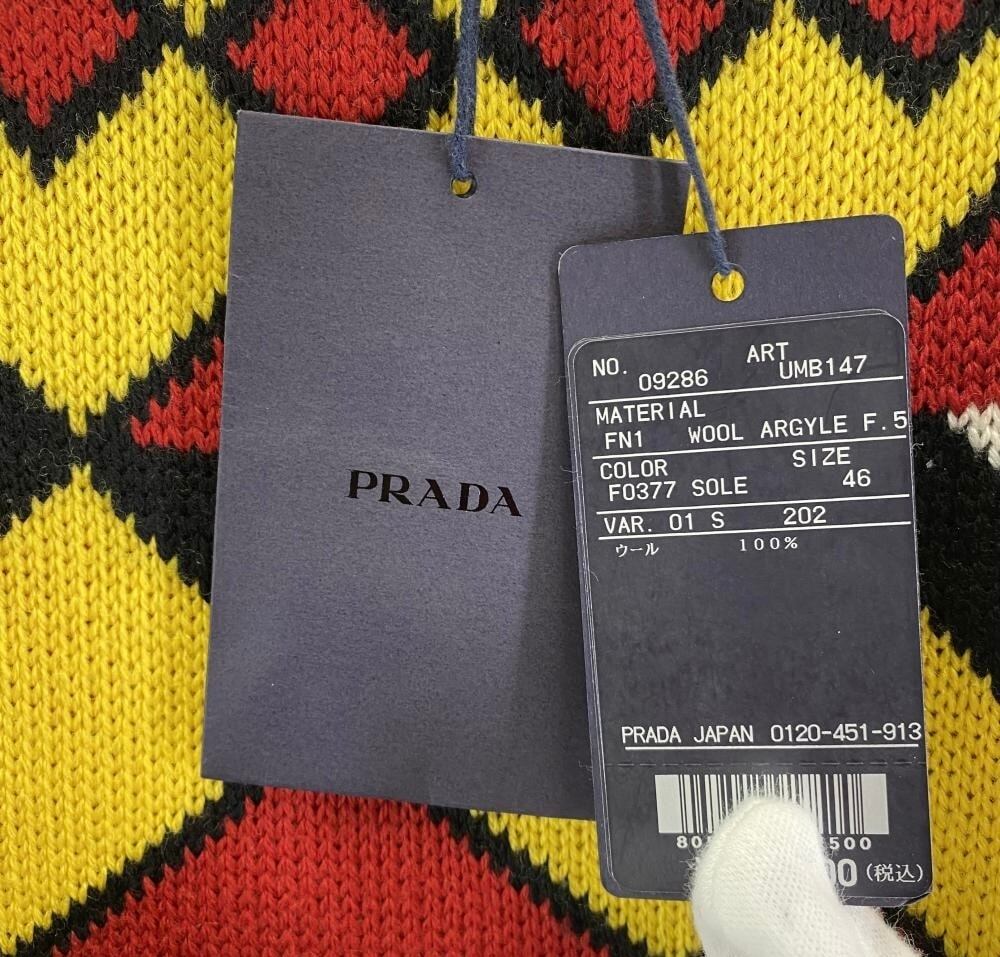 PRADA
NO. 09286 ART UMB147
MATERIAL
FN1 WOOL ARGYLE F.5
COLOR SIZE
F0377 SOLE 46
VAR. 01 S 202
ウール 100%
PRADA JAPAN 0120-451-913
(税込)